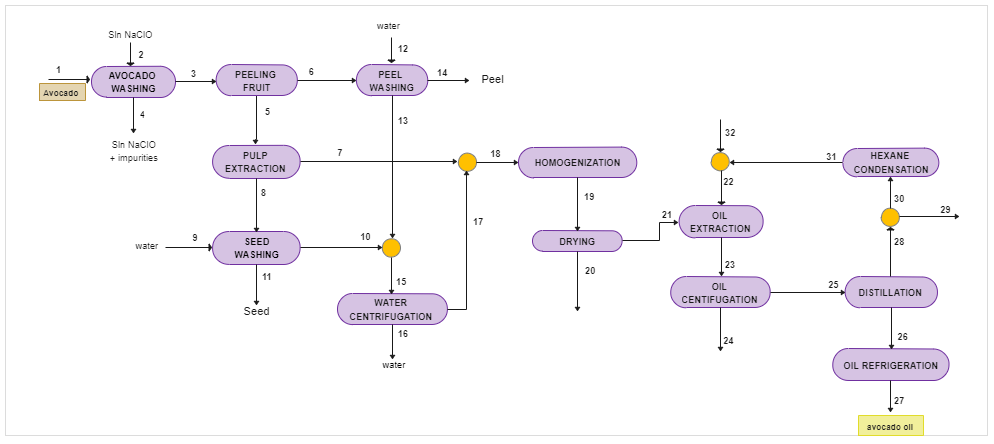 Sln NaClO
2
1
Avocado
AVOCADO
WASHING
3
4
Sln NaClO
+ impurities
PEELING
FRUIT
6
5
water
12
PEEL
WASHING
14
Peel
13
PULP
EXTRACTION
7
8
water
9
SEED
WASHING
10
11
Seed
15
WATER
CENTRIFUGATION
16
water
17
18
HOMOGENIZATION
19
DRYING
20
21
32
22
OIL
EXTRACTION
23
OIL
CENTIFUGATION
24
25
31
HEXANE
CONDENSATION
30
29
28
DISTILLATION
26
OIL REFRIGERATION
27
avocado oil